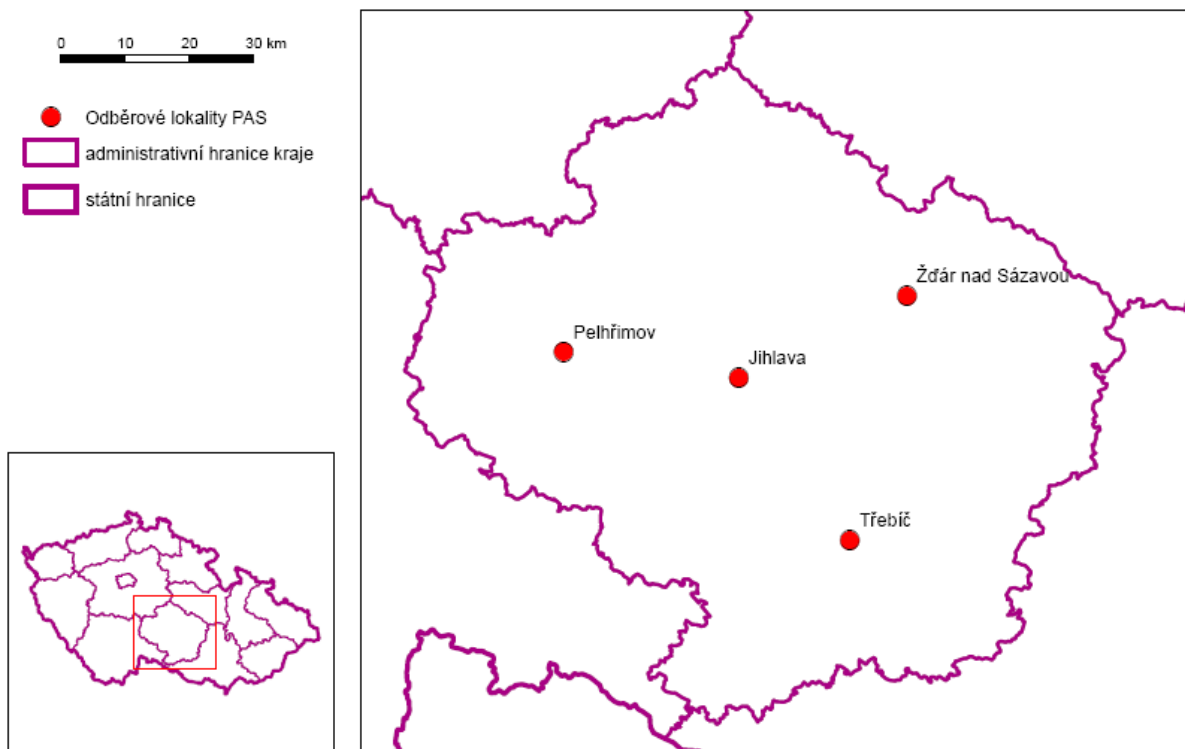 0 10 20 30 km
Odběrové lokality PAS
administrativní hranice kraje
státní hranice
Žďár nad Sázavou
Pelhřimov
Jihlava
Třebíč